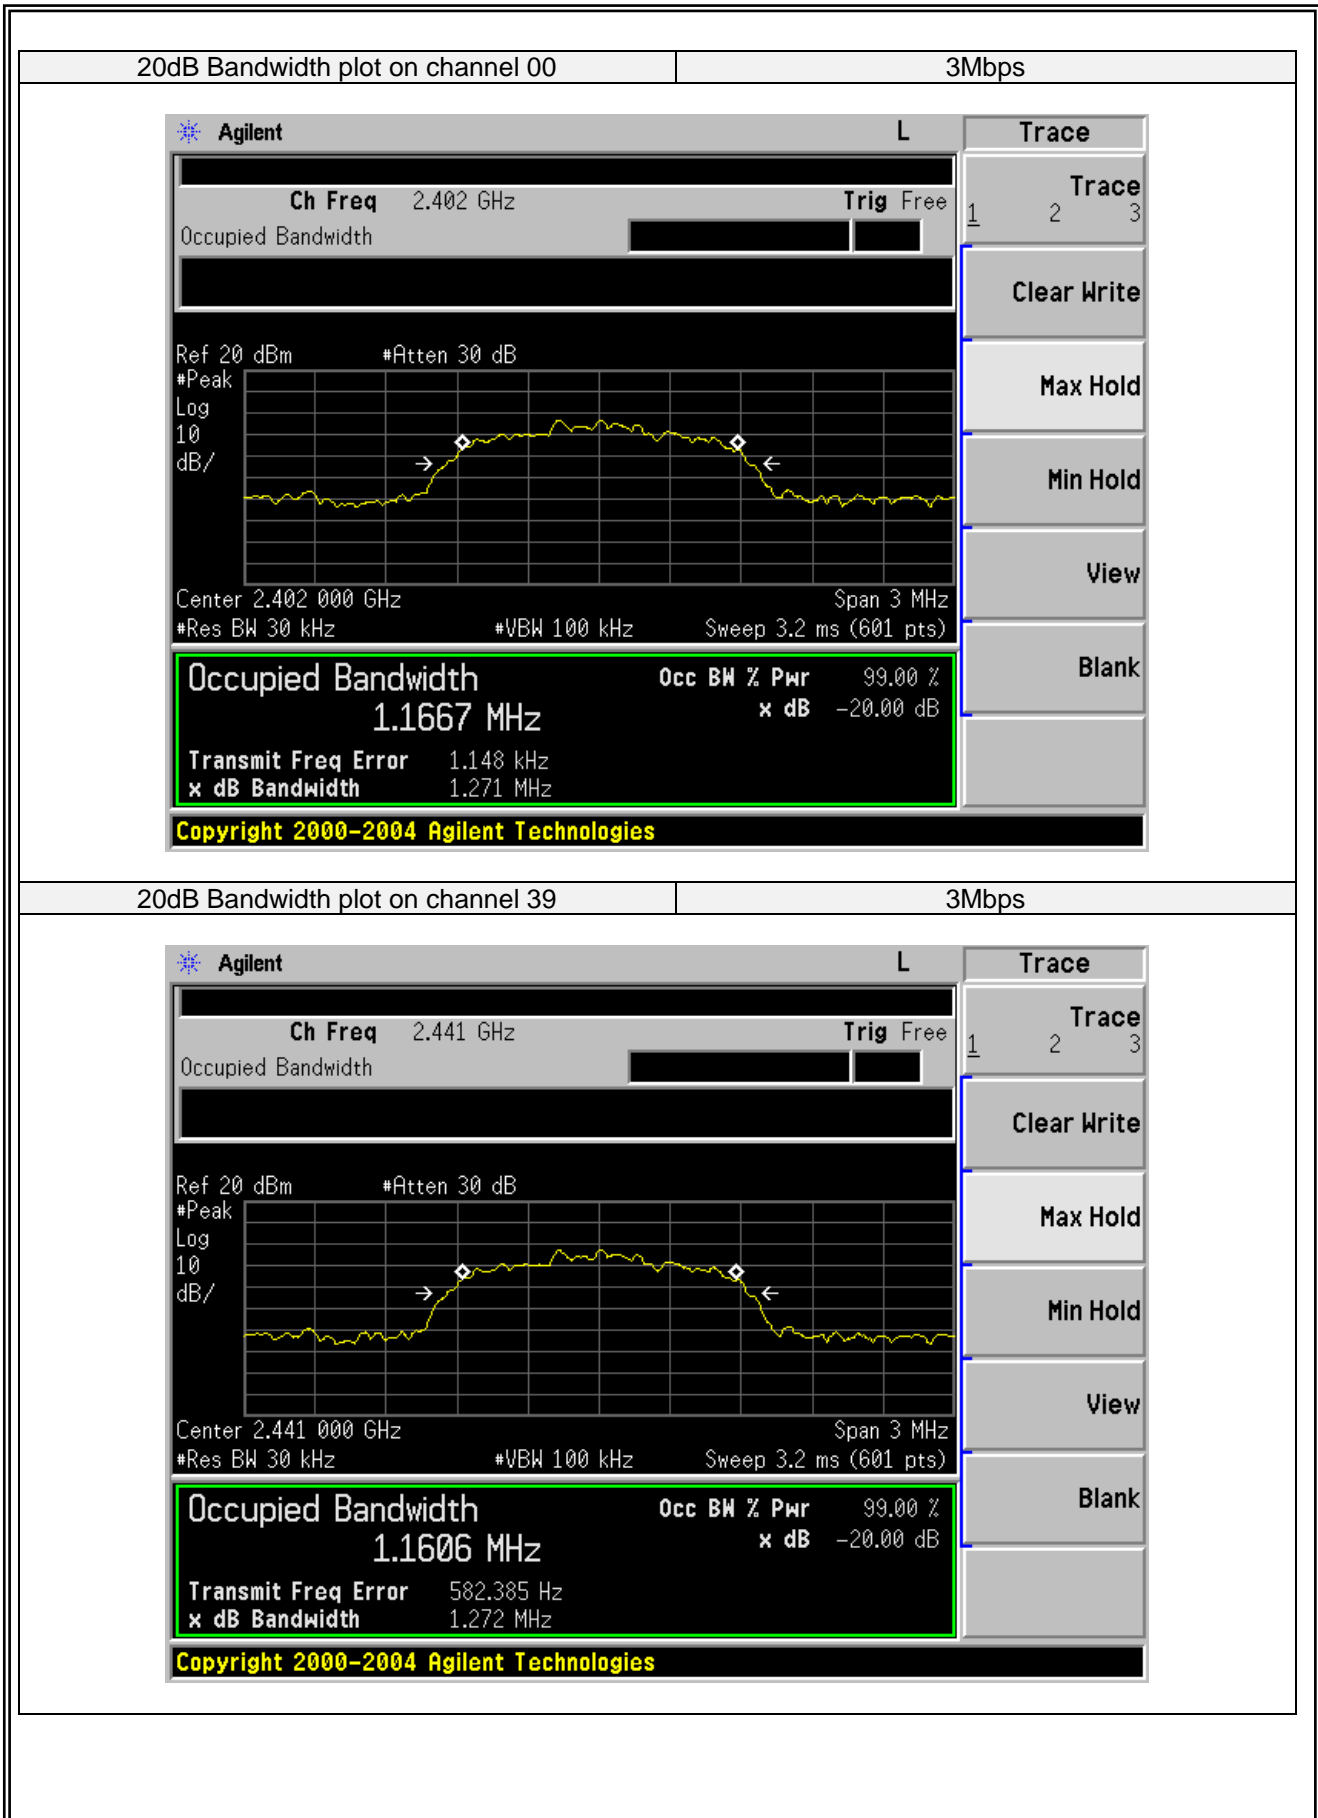 20dB Bandwidth plot on channel 00 3Mbps
Agilent L Trace
Ch Freq 2.402 GHz Trig Free
Occupied Bandwidth
Trace
1 2 3
Clear Write
Max Hold
Min Hold
View
Blank
Ref 20 dBm #Atten 30 dB
#Peak
Log
10
dB/
Center 2.402 000 GHz Span 3 MHz
#Res BW 30 kHz #VBW 100 kHz Sweep 3.2 ms (601 pts)
Occupied Bandwidth Occ BW % Pwr 99.00 %
1.1667 MHz x dB -20.00 dB
Transmit Freq Error 1.148 kHz
x dB Bandwidth 1.271 MHz
Copyright 2000-2004 Agilent Technologies
20dB Bandwidth plot on channel 39 3Mbps
Agilent L Trace
Ch Freq 2.441 GHz Trig Free
Occupied Bandwidth
Trace
1 2 3
Clear Write
Max Hold
Min Hold
View
Blank
Ref 20 dBm #Atten 30 dB
#Peak
Log
10
dB/
Center 2.441 000 GHz Span 3 MHz
#Res BW 30 kHz #VBW 100 kHz Sweep 3.2 ms (601 pts)
Occupied Bandwidth Occ BW % Pwr 99.00 %
1.1606 MHz x dB -20.00 dB
Transmit Freq Error 582.385 Hz
x dB Bandwidth 1.272 MHz
Copyright 2000-2004 Agilent Technologies